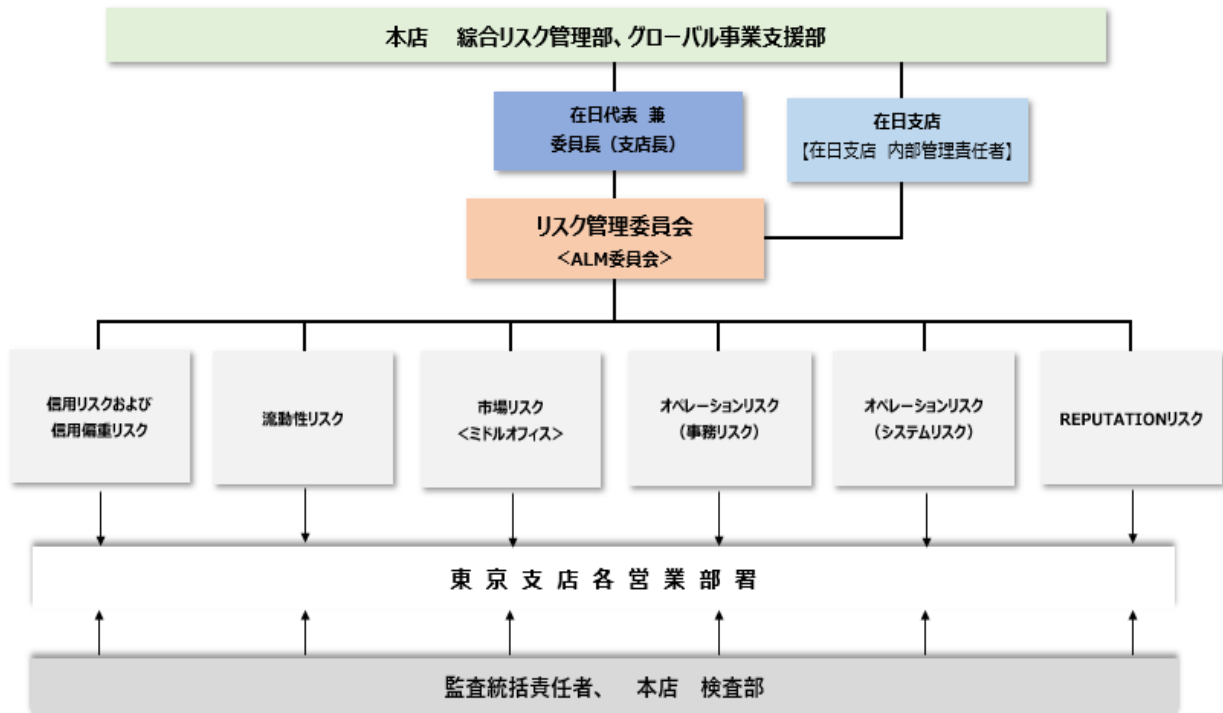 本店　綜合リスク管理部、グローバル事業支援部
在日代表 兼
委員長（支店長）
在日支店
【在日支店 内部管理責任者】
リスク管理委員会
＜ALM委員会＞
信用リスクおよび
信用偏重リスク
流動性リスク
市場リスク
＜ミドルオフィス＞
オペレーションリスク
（事務リスク）
オペレーションリスク
（システムリスク）
REPUTATIONリスク
東 京 支 店 各 営 業 部 署
監査統括責任者、　本店　検査部